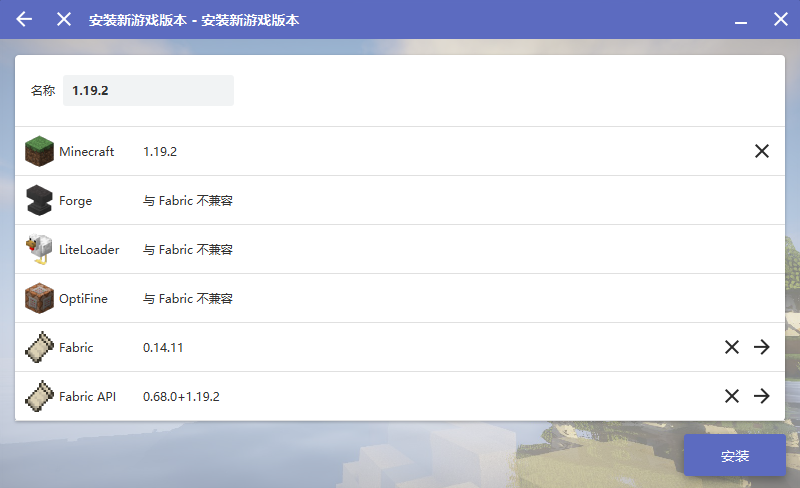 安装新游戏版本 - 安装新游戏版本
名称 1.19.2
Minecraft 1.19.2
Forge 与 Fabric 不兼容
LiteLoader 与 Fabric 不兼容
OptiFine 与 Fabric 不兼容
Fabric 0.14.11
Fabric API 0.68.0+1.19.2
安装